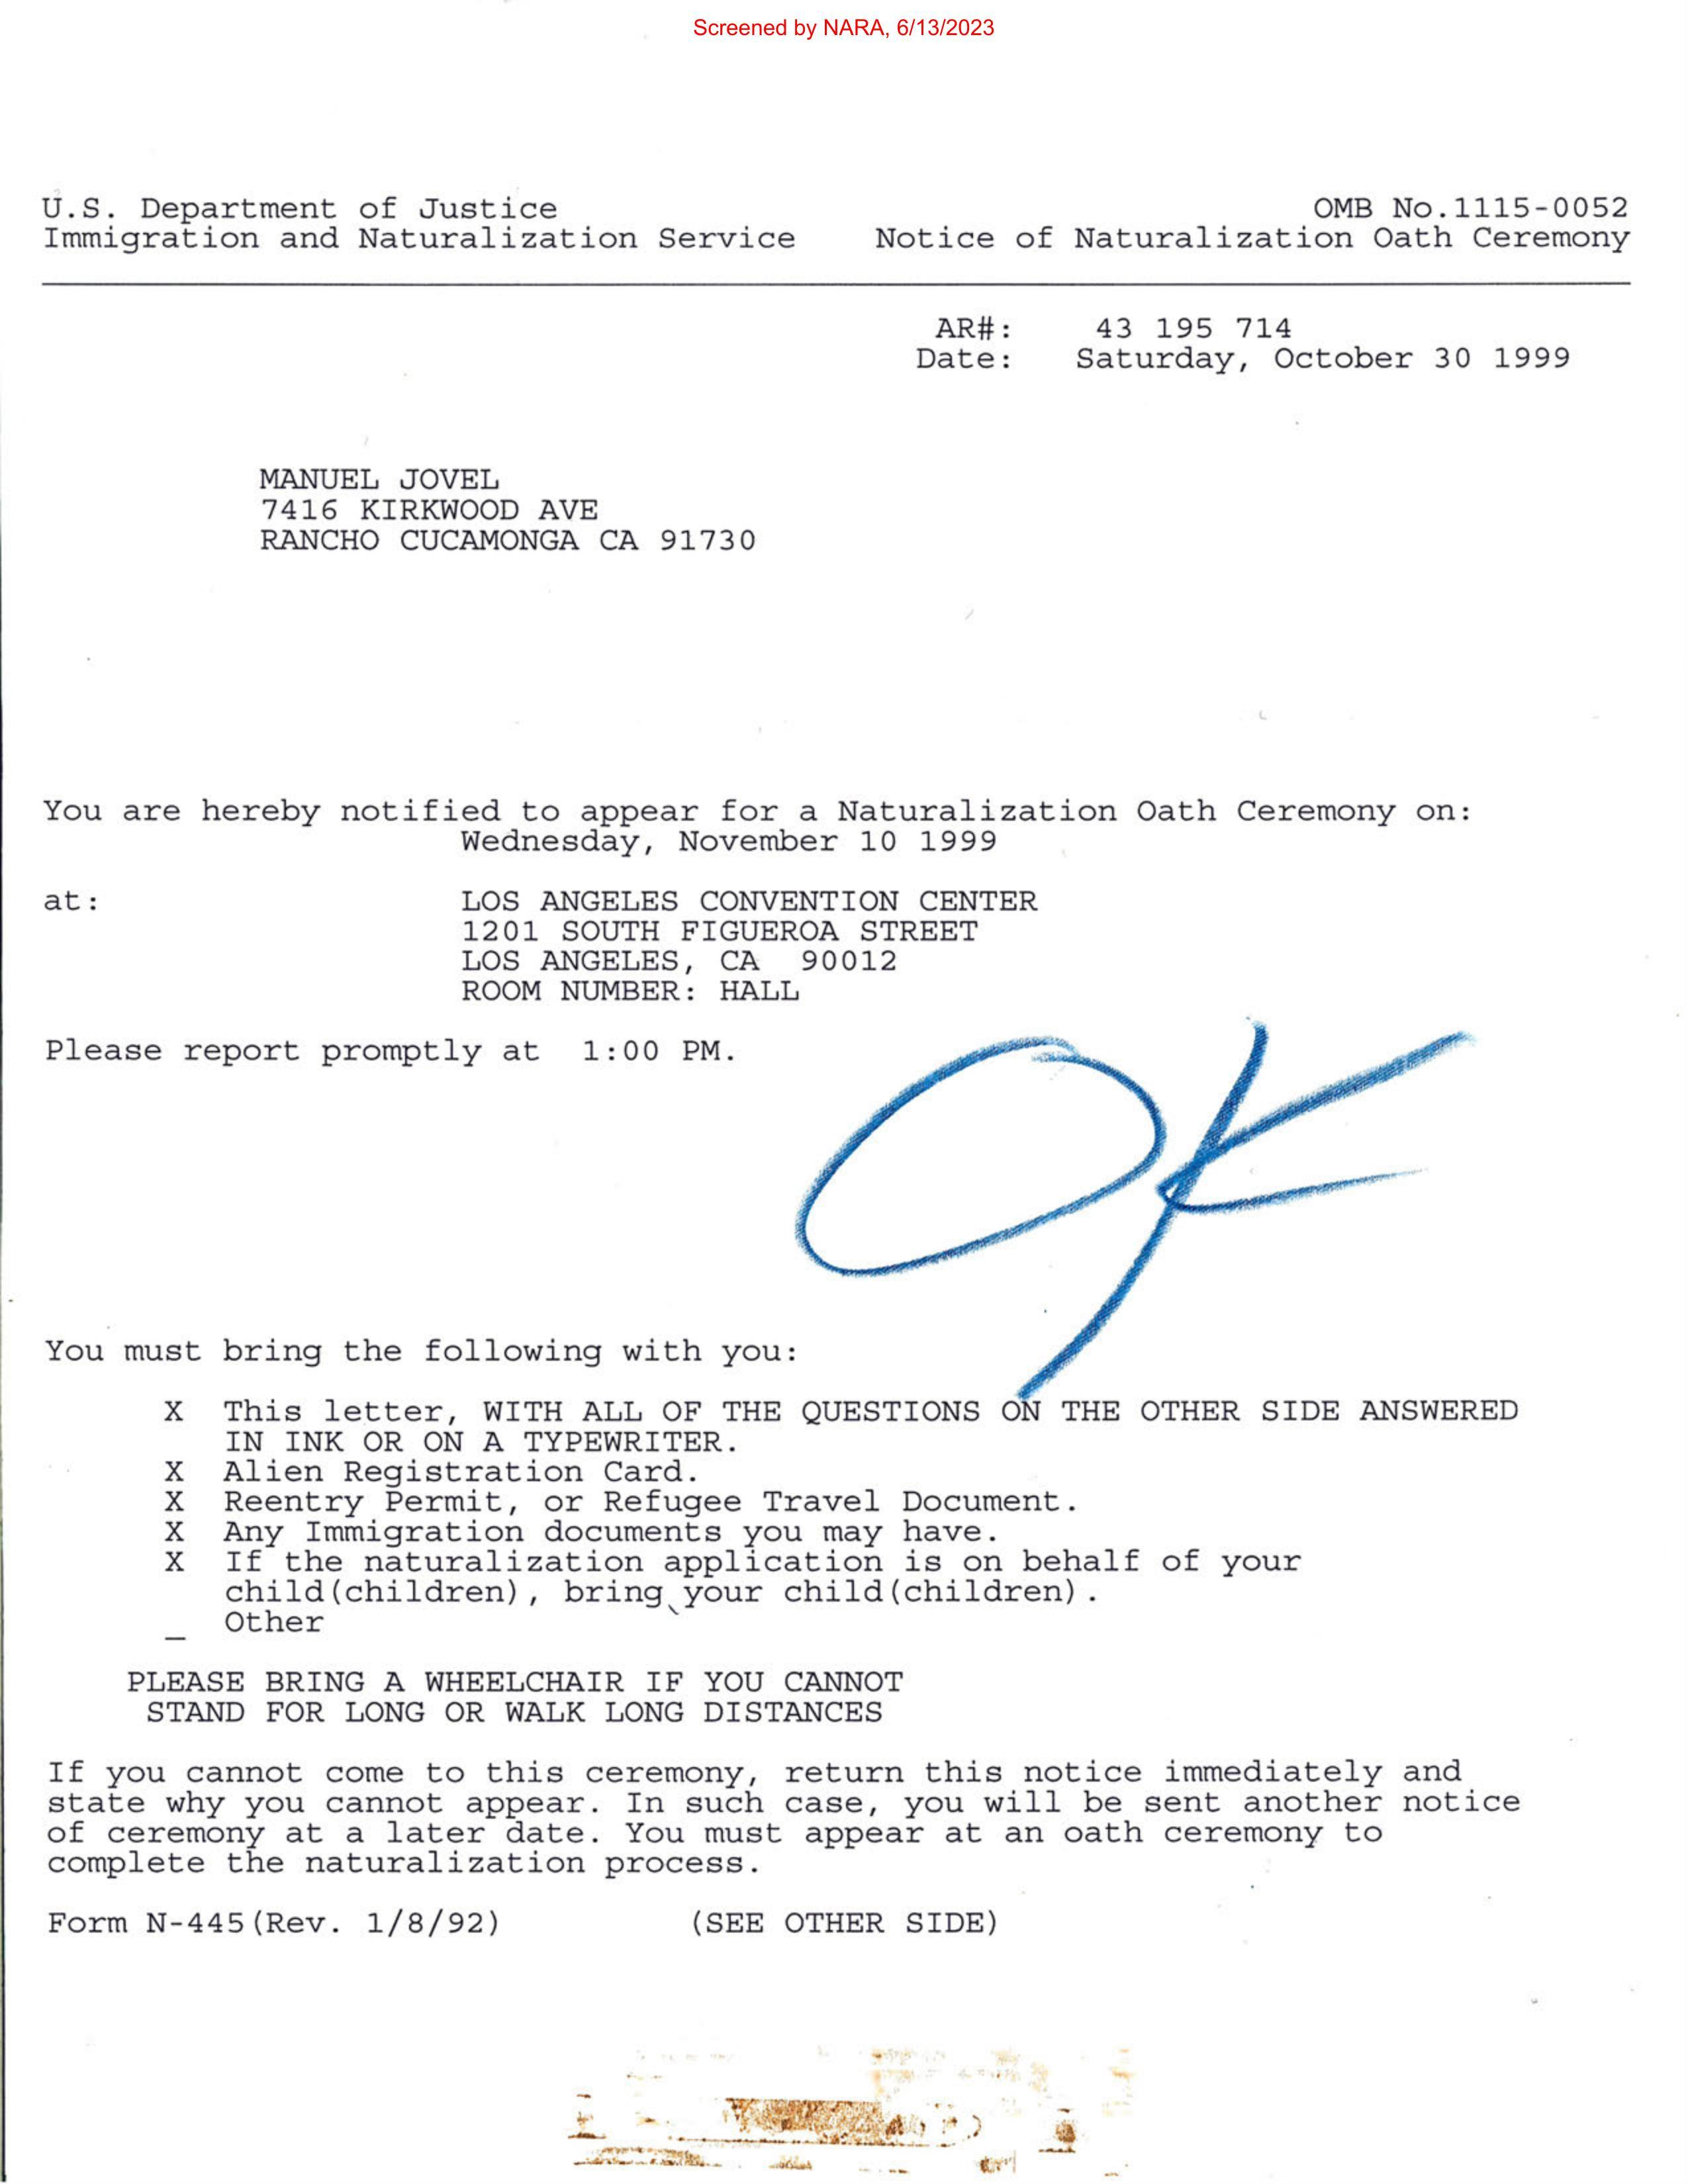 Screened by NARA, 6/13/2023
U.S. Department of Justice OMB No.1115-0052
Immigration and Naturalization Service Notice of Naturalization Oath Ceremony
AR#: 43 195 714
Date: Saturday, October 30 1999
MANUEL JOVEL
7416 KIRKWOOD AVE
RANCHO CUCAMONGA CA 91730
You are hereby notified to appear for a Naturalization Oath Ceremony on:
Wednesday, November 10 1999
at: LOS ANGELES CONVENTION CENTER
1201 SOUTH FIGUEROA STREET
LOS ANGELES, CA 90012
ROOM NUMBER: HALL
Please report promptly at 1:00 PM.
OK
You must bring the following with you:
X This letter, WITH ALL OF THE QUESTIONS ON THE OTHER SIDE ANSWERED
IN INK OR ON A TYPEWRITER.
X Alien Registration Card.
X Reentry Permit, or Refugee Travel Document.
X Any Immigration documents you may have.
X If the naturalization application is on behalf of your
child(children), bring your child(children).
_ Other
PLEASE BRING A WHEELCHAIR IF YOU CANNOT
STAND FOR LONG OR WALK LONG DISTANCES
If you cannot come to this ceremony, return this notice immediately and
state why you cannot appear. In such case, you will be sent another notice
of ceremony at a later date. You must appear at an oath ceremony to
complete the naturalization process.
Form N-445(Rev. 1/8/92) (SEE OTHER SIDE)